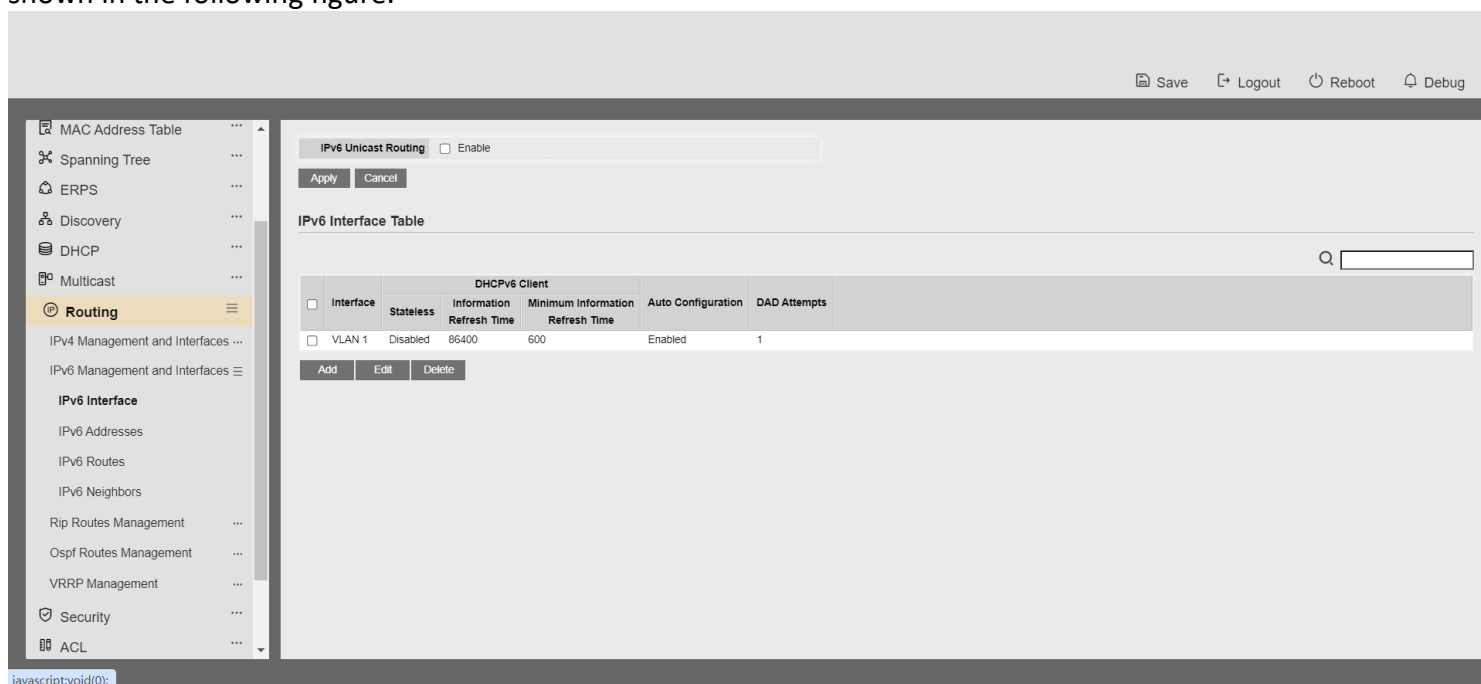 shown in the following figure.
Save Logout Reboot Debug
MAC Address Table ...
Spanning Tree ...
ERPS ...
Discovery ...
DHCP ...
Multicast ...
Routing
IPv4 Management and Interfaces ...
IPv6 Management and Interfaces
IPv6 Interface
IPv6 Addresses
IPv6 Routes
IPv6 Neighbors
Rip Routes Management ...
Ospf Routes Management ...
VRRP Management ...
Security ...
ACL ...
javascript:void(0);
IPv6 Unicast Routing Enable
Apply Cancel
IPv6 Interface Table
Interface DHCPv6 Client Auto Configuration DAD Attempts
Stateless Information Refresh Time Minimum Information Refresh Time
VLAN 1 Disabled 86400 600 Enabled 1
Add Edit Delete